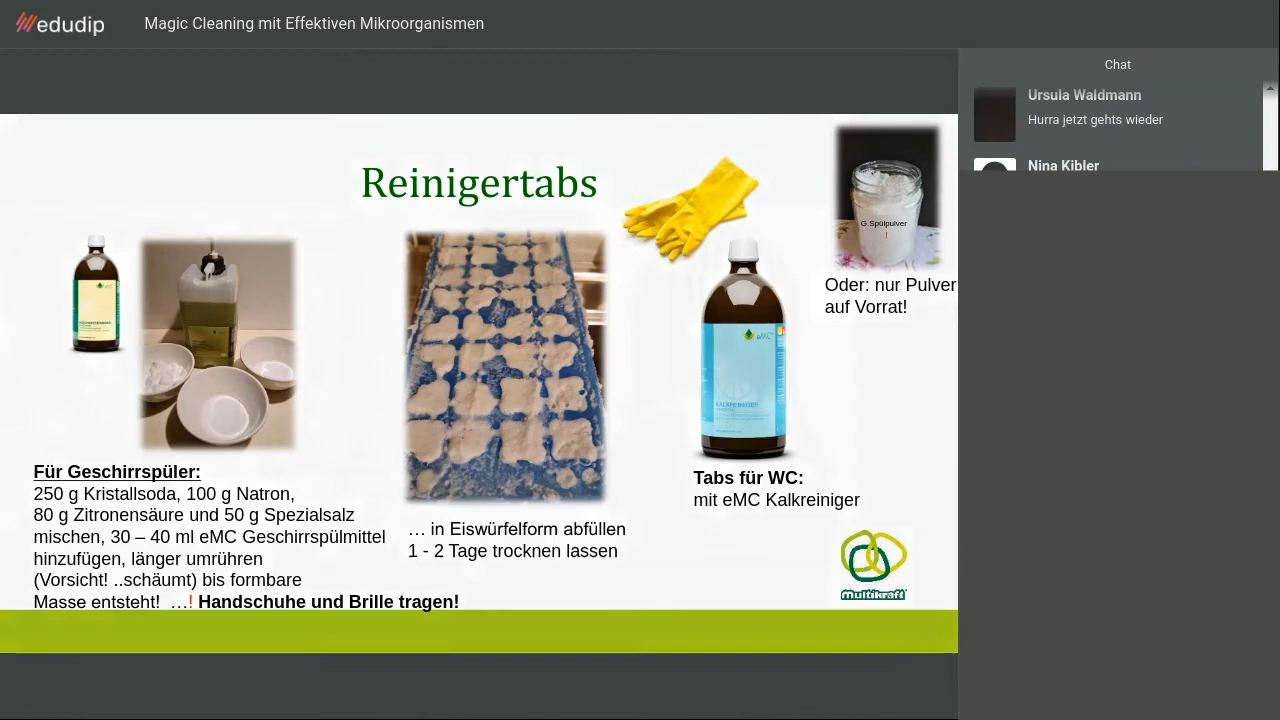 edudip
Magic Cleaning mit Effektiven Mikroorganismen
Chat
Ursula Waldmann
Hurra jetzt gehts wieder
Nina Kibler
Reinigertabs
G.Spülpulver
!
Oder: nur Pulver
auf Vorrat!
eMC
KALKREINIGER
Für Geschirrspüler:
250 g Kristallsoda, 100 g Natron,
80 g Zitronensäure und 50 g Spezialsalz
mischen, 30 – 40 ml eMC Geschirrspülmittel
hinzufügen, länger umrühren
(Vorsicht! ..schäumt) bis formbare
Masse entsteht! …! Handschuhe und Brille tragen!
… in Eiswürfelform abfüllen
1 - 2 Tage trocknen lassen
Tabs für WC:
mit eMC Kalkreiniger
multikraft